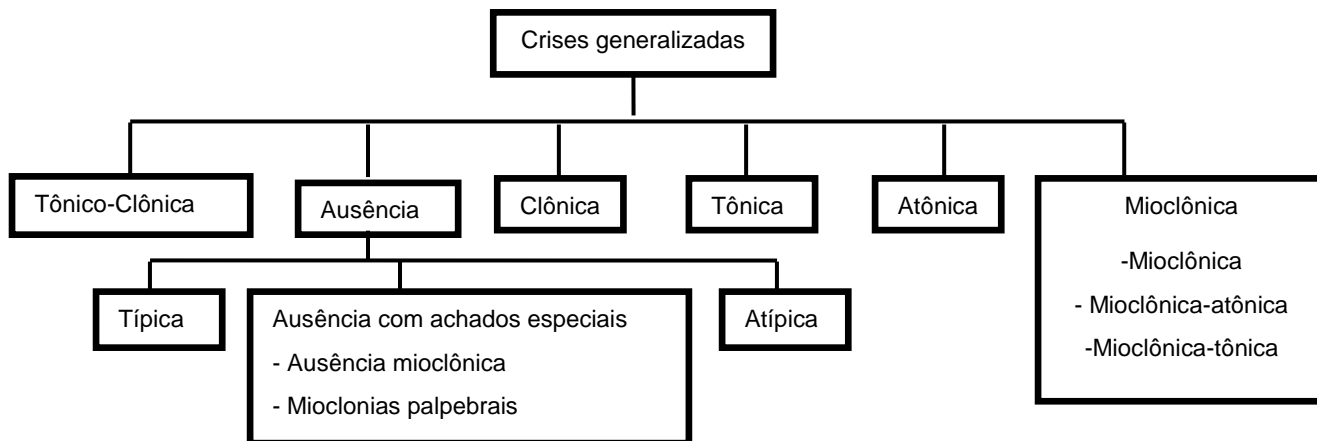 Crises generalizadas
Tônico-Clônica
Ausência
Clônica
Tônica
Atônica
Mioclônica
-Mioclônica
- Mioclônica-atônica
-Mioclônica-tônica
Típica
Ausência com achados especiais
- Ausência mioclônica
- Mioclonias palpebrais
Atípica